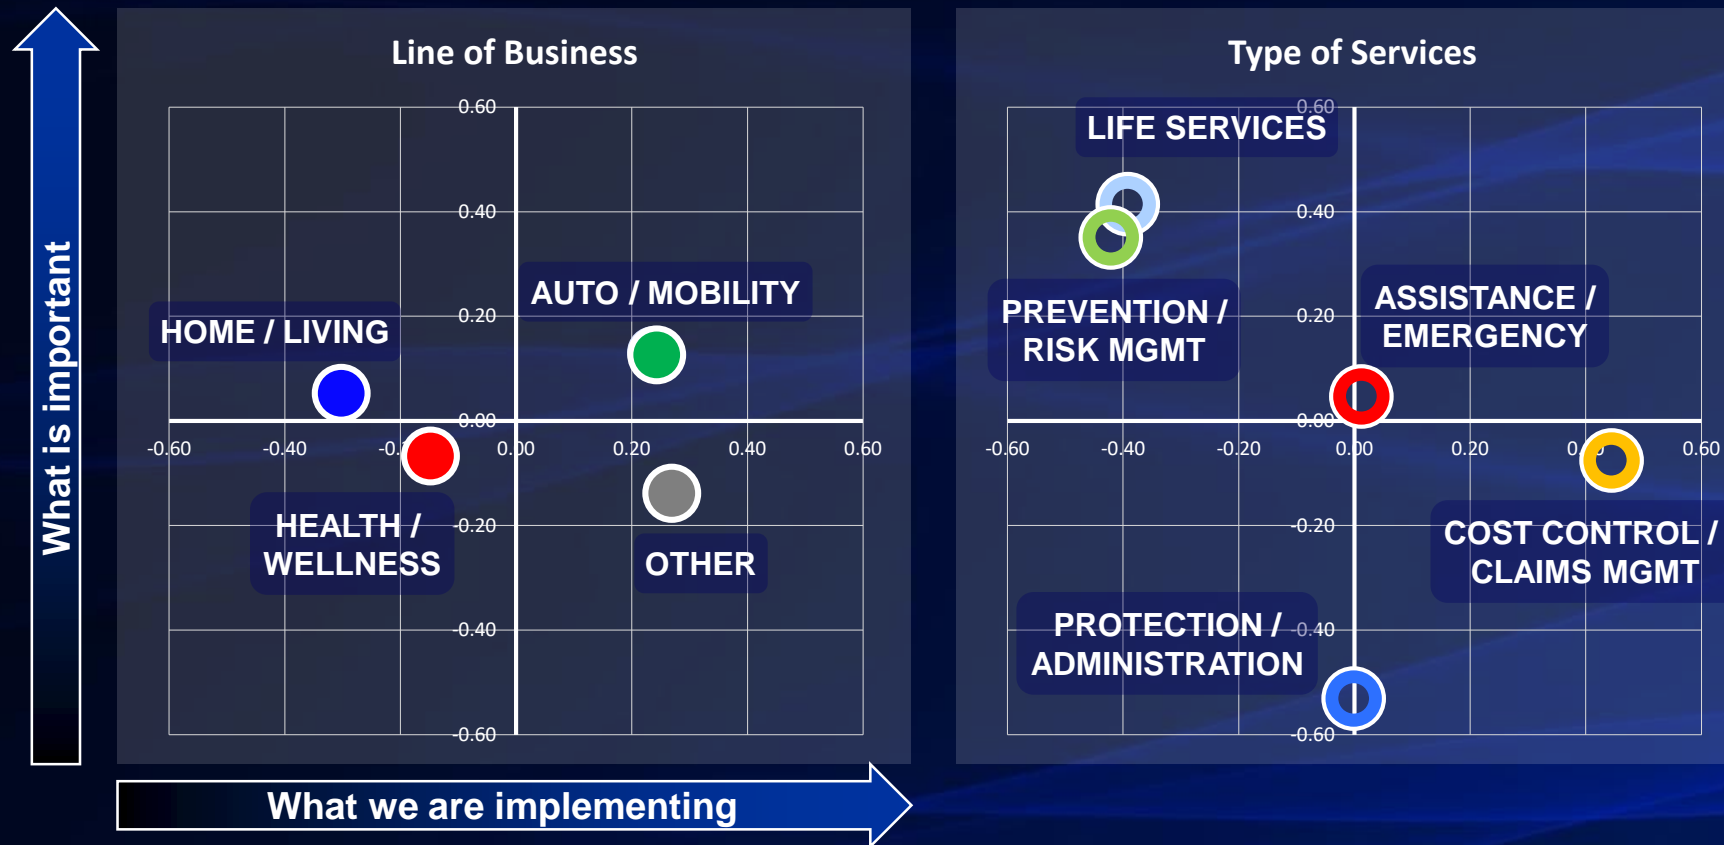 Line of Business
0.60
0.40
0.20
0.00
-0.20
-0.40
-0.60
-0.60
-0.40
0.00
0.20
0.40
0.60
HOME / LIVING
AUTO / MOBILITY
HEALTH /
WELLNESS
OTHER
Type of Services
0.60
0.40
0.20
0.00
-0.20
-0.40
-0.60
-0.60
-0.40
-0.20
0.00
0.20
0.60
LIFE SERVICES
PREVENTION /
RISK MGMT
ASSISTANCE /
EMERGENCY
COST CONTROL /
CLAIMS MGMT
PROTECTION /
ADMINISTRATION
What is important
What we are implementing